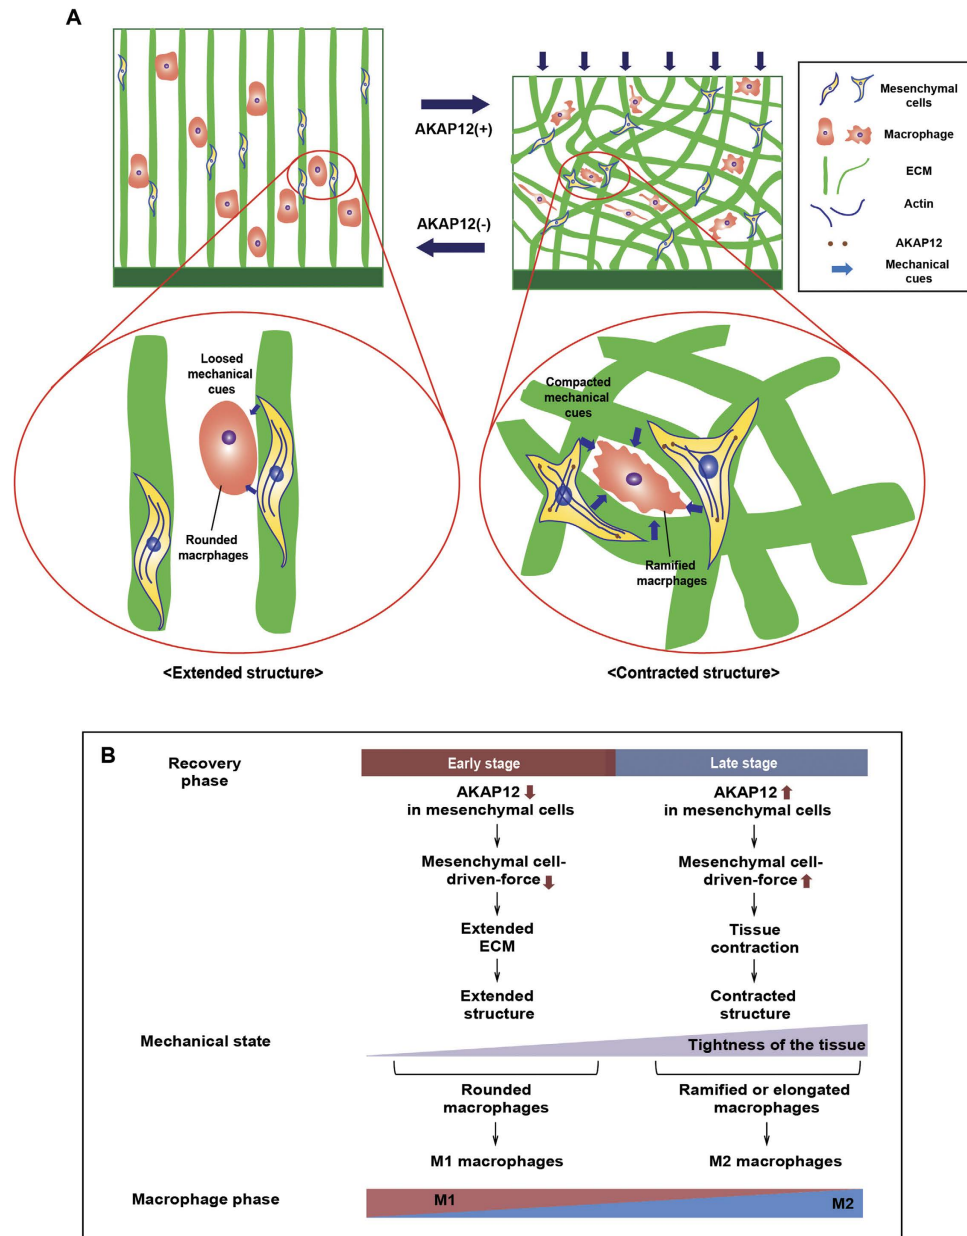 A
AKAP12(+)
AKAP12(-)
Mesenchymal
cells
Macrophage
ECM
Actin
AKAP12
Mechanical
cues
Loosed
mechanical
cues
Rounded
macrphages
<Extended structure>
Compacted
mechanical
cues
Ramified
macrphages
<Contracted structure>
B
Recovery
phase
Early stage
Late stage
AKAP12
in mesenchymal cells
AKAP12
in mesenchymal cells
Mesenchymal cell-
driven-force
Mesenchymal cell-
driven-force
Extended
ECM
Tissue
contraction
Extended
structure
Contracted
structure
Mechanical state
Tightness of the tissue
Rounded
macrophages
Ramified or elongated
macrophages
M1 macrophages
M2 macrophages
Macrophage phase
M1
M2